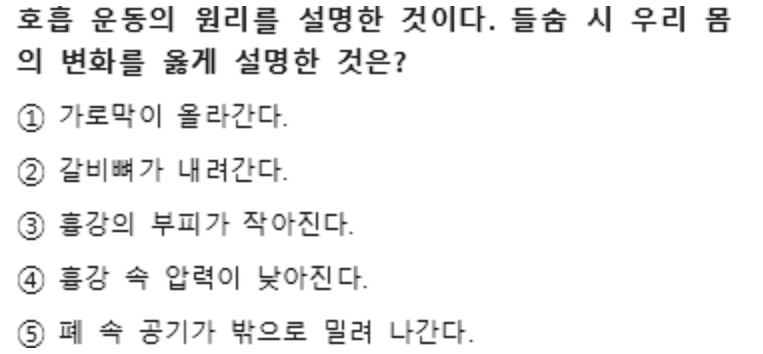 호흡 운동의 원리를 설명한 것이다. 들숨 시 우리 몸
의 변화를 옳게 설명한 것은?
① 가로막이 올라간다.
② 갈비뼈가 내려간다.
③ 흉강의 부피가 작아진다.
④ 흉강 속 압력이 낮아진다.
⑤ 폐 속 공기가 밖으로 밀려 나간다.